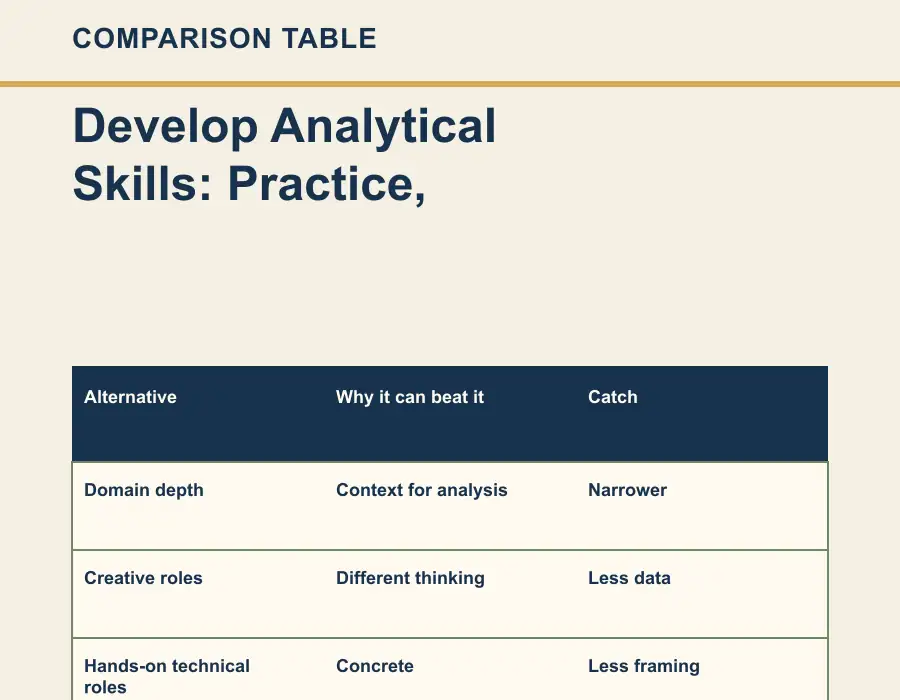 COMPARISON TABLE
Develop Analytical
Skills: Practice,
Alternative Why it can beat it Catch
Domain depth Context for analysis Narrower
Creative roles Different thinking Less data
Hands-on technical Concrete Less framing
roles